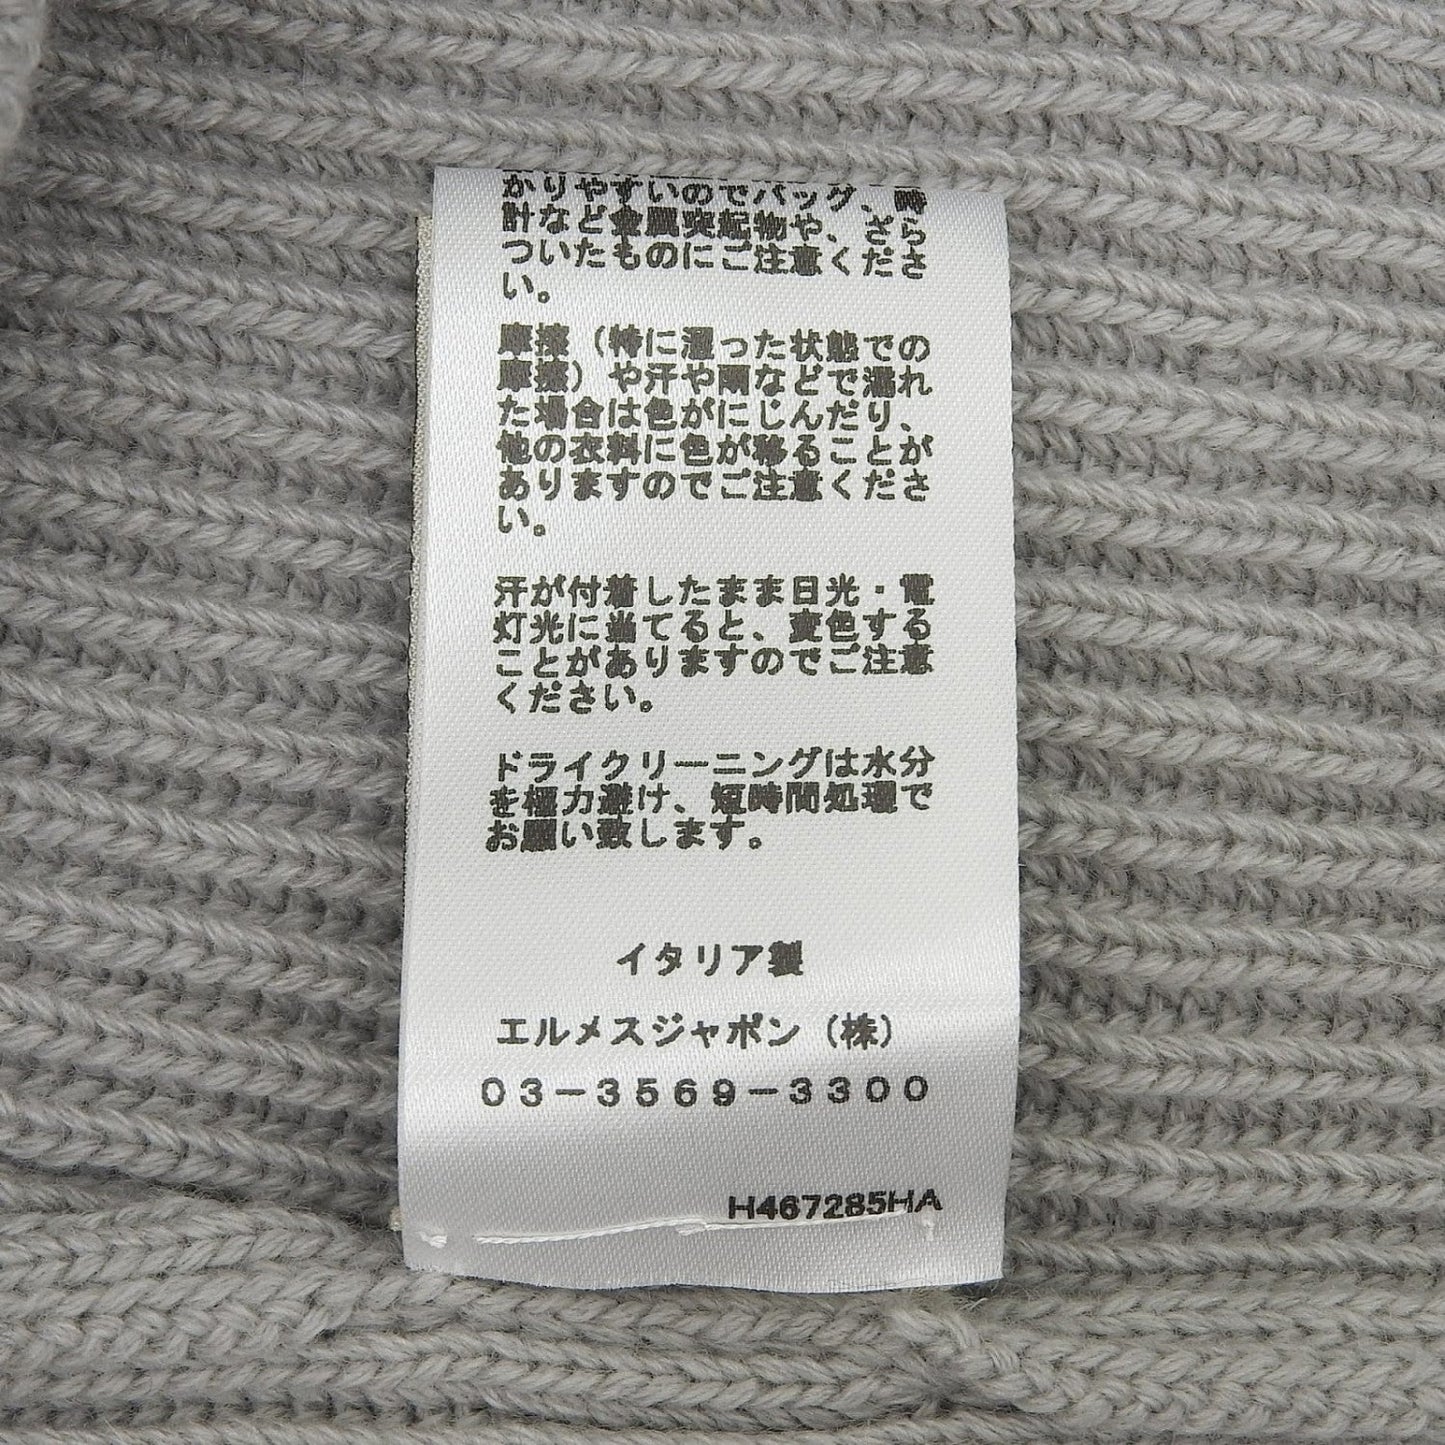 かりやすいのでバッグ、時
計など金属突起物や、ざら
ついたものにご注意くださ
い。
摩擦（特に湿った状態での
摩擦）や汗や雨などで濡れ
た場合は色がにじんだり、
他の衣料に色が移ることが
ありますのでご注意くださ
い。
汗が付着したまま日光・電
灯光に当てると、変色する
ことがありますのでご注意
ください。
ドライクリーニングは水分
を極力避け、短時間処理で
お願い致します。
イタリア製
エルメスジャポン（株）
03-3569-3300
H467285HA